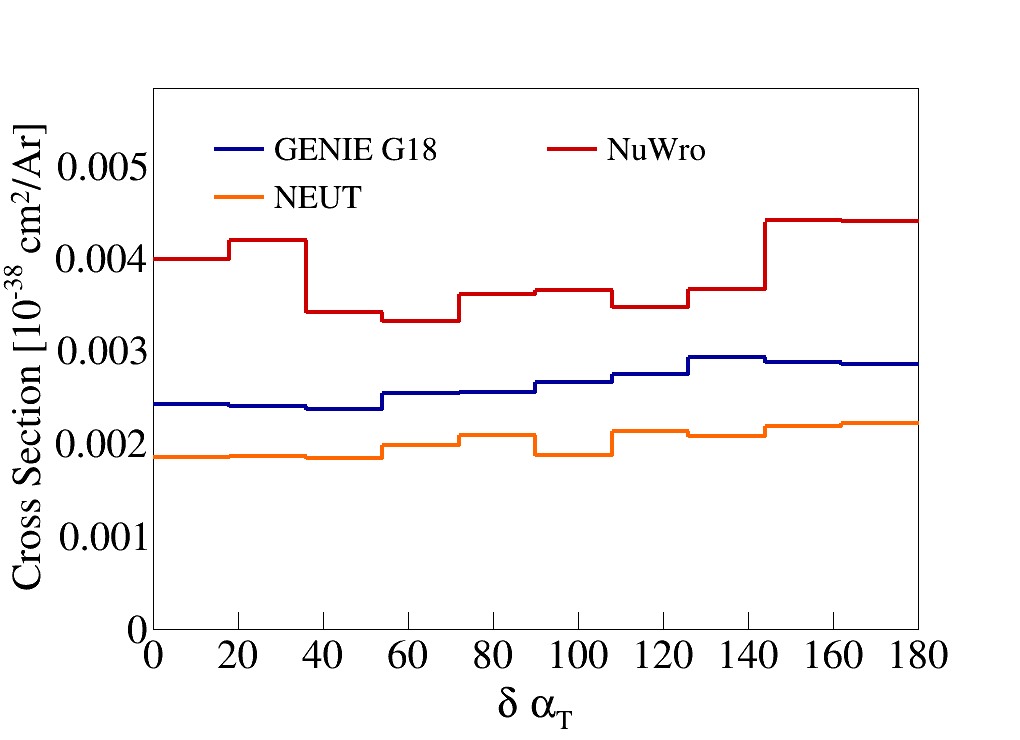 GENIE G18
NuWro
NEUT
Cross Section [10⁻³⁸ cm²/Ar]
0.005
0.004
0.003
0.002
0.001
0
0 20 40 60 80 100 120 140 160 180
δ α_T